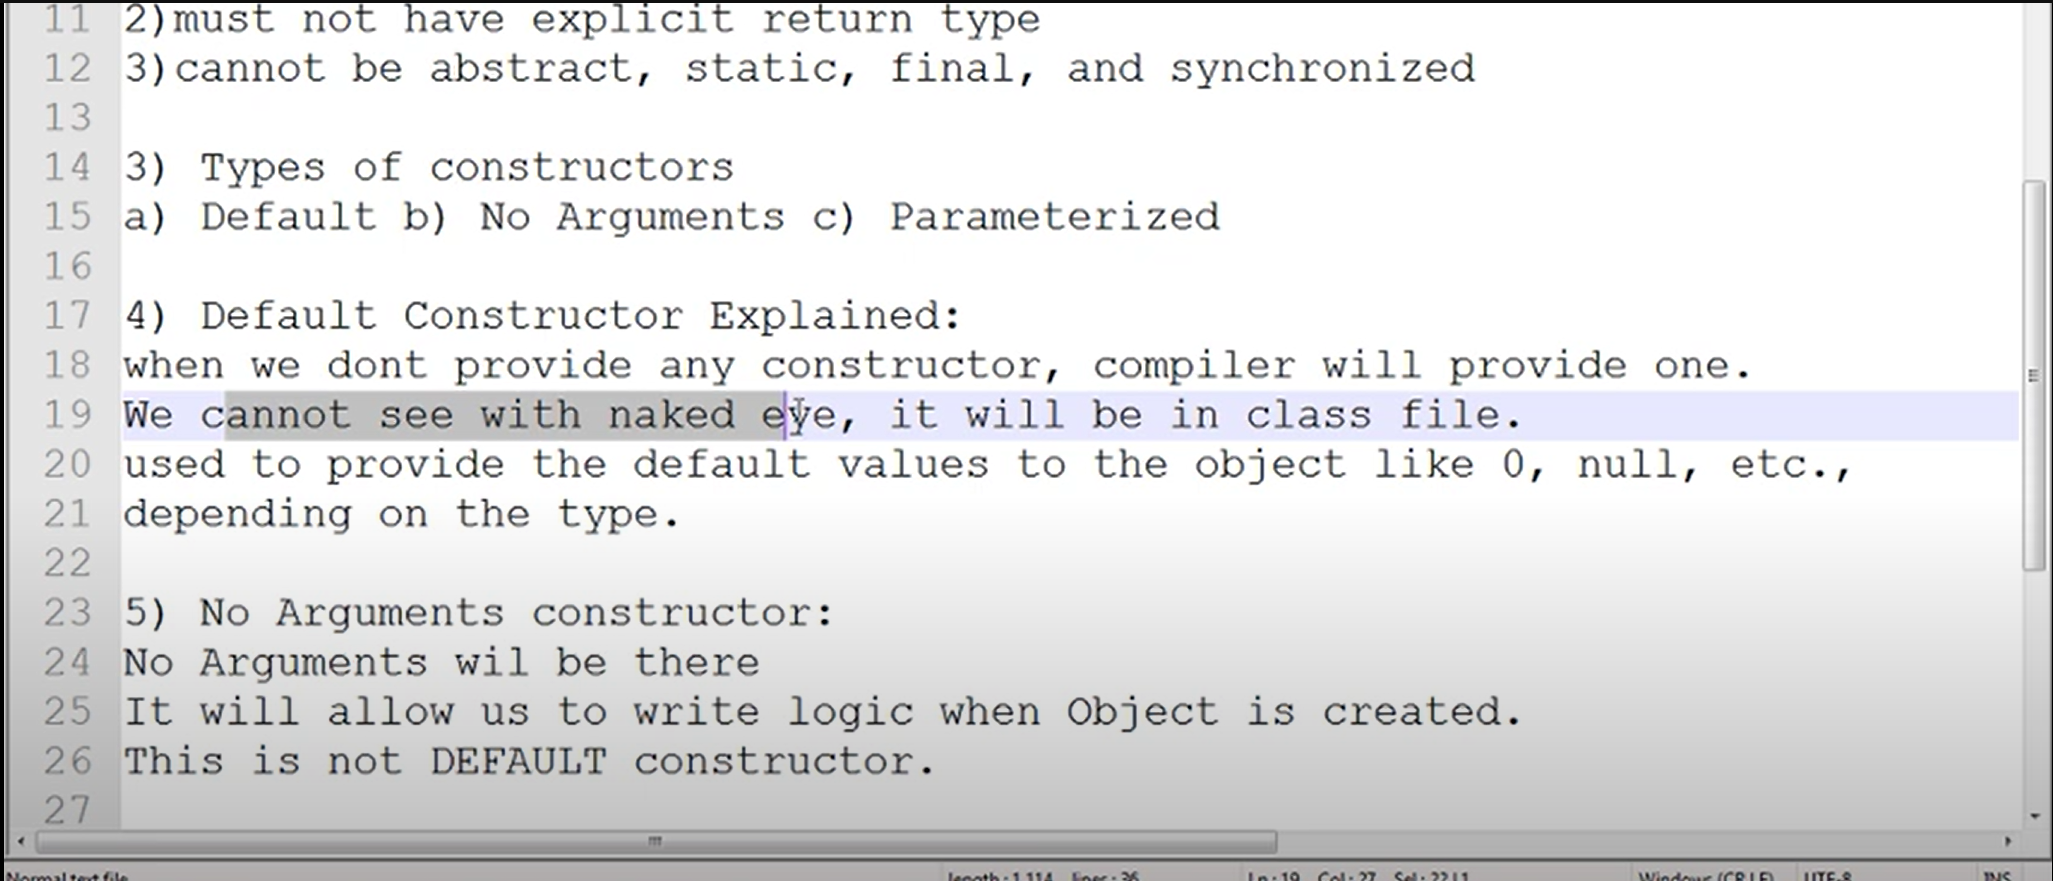 11 2)must not have explicit return type
12 3)cannot be abstract, static, final, and synchronized
13
14 3) Types of constructors
15 a) Default b) No Arguments c) Parameterized
16
17 4) Default Constructor Explained:
18 when we dont provide any constructor, compiler will provide one.
19 We cannot see with naked eye, it will be in class file.
20 used to provide the default values to the object like 0, null, etc.,
21 depending on the type.
22
23 5) No Arguments constructor:
24 No Arguments wil be there
25 It will allow us to write logic when Object is created.
26 This is not DEFAULT constructor.
27
Normal text file length : 1,114 lines : 36 Ln : 19 Col : 27 Sel : 22 | 1 Windows (CR LF) UTF-8 INS